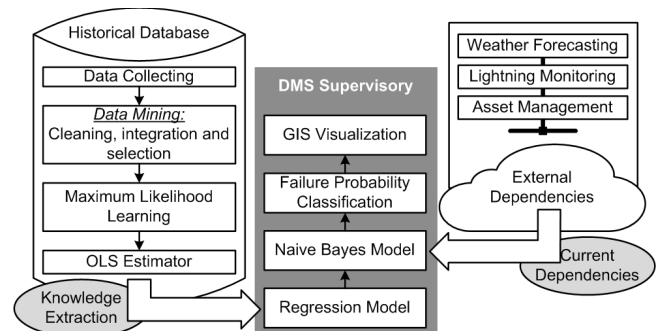 Historical Database
Data Collecting
Data Mining:
Cleaning, integration and
selection
Maximum Likelihood
Learning
OLS Estimator
Knowledge
Extraction
DMS Supervisory
GIS Visualization
Failure Probability
Classification
Naive Bayes Model
Regression Model
Weather Forecasting
Lightning Monitoring
Asset Management
External
Dependencies
Current
Dependencies